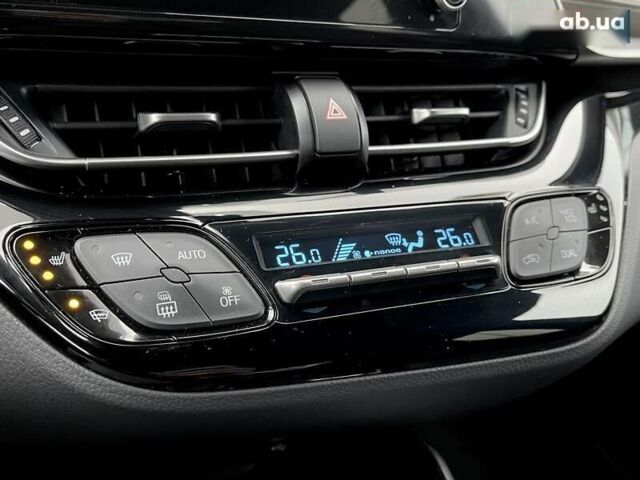 ab.ua
AUTO
26.0
nanoe
26.0
A/C
OFF
DUAL